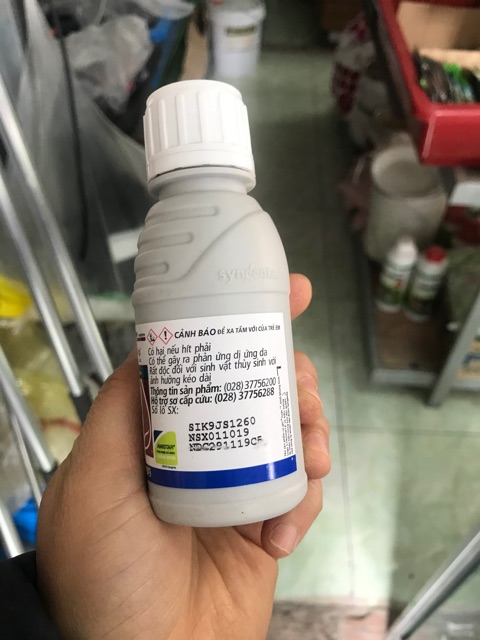 syngenta
CẢNH BÁO ĐỂ XA TẦM VỚI CỦA TRẺ EM
Có hại nếu hít phải
Có thể gây ra phản ứng dị ứng da
Rất độc đối với sinh vật thủy sinh với
ảnh hưởng kéo dài
Thông tin sản phẩm: (028) 37756200
Hỗ trợ sơ cấp cứu: (028) 37756288
Số lô SX:
SIK9JS1260
NSX011019